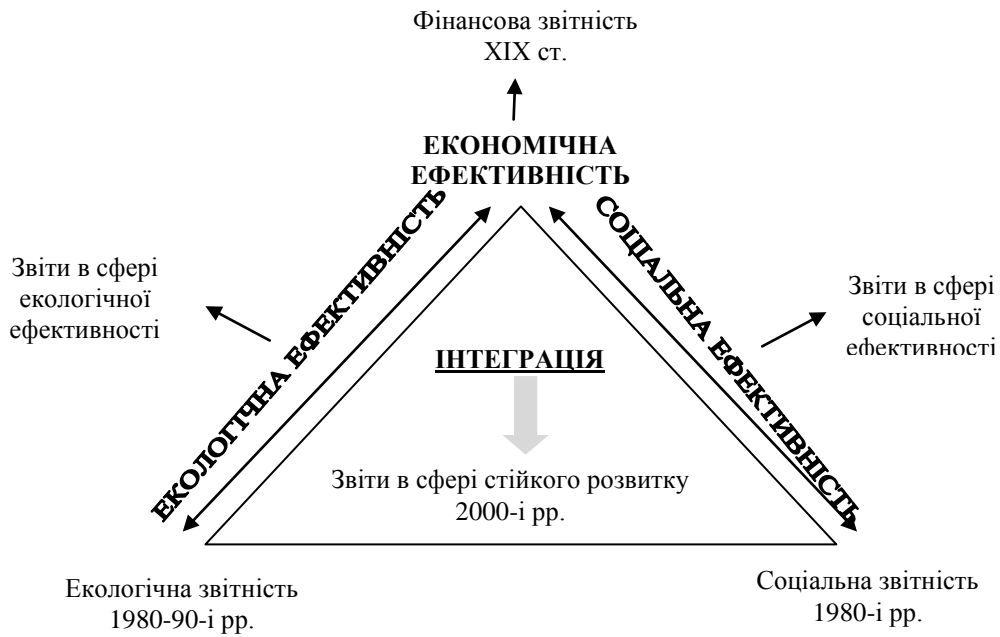 Фінансова звітність
XIX ст.
ЕКОНОМІЧНА
ЕФЕКТИВНІСТЬ
ЕКОЛОГІЧНА ЕФЕКТИВНІСТЬ
СОЦІАЛЬНА ЕФЕКТИВНІСТЬ
Звіти в сфері
екологічної
ефективності
Звіти в сфері
соціальної
ефективності
ІНТЕГРАЦІЯ
Звіти в сфері стійкого розвитку
2000-і рр.
Екологічна звітність
1980-90-і рр.
Соціальна звітність
1980-і рр.